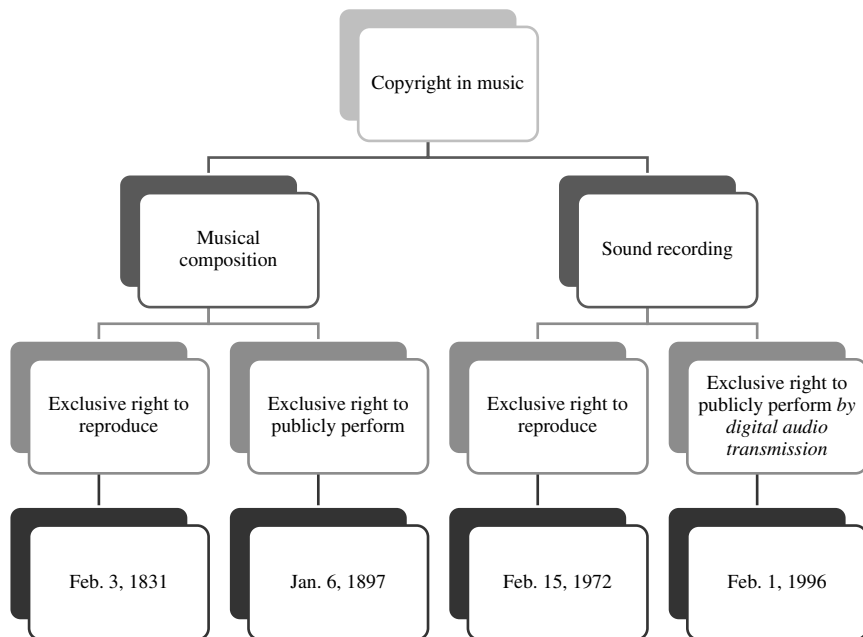 Copyright in music
Musical
composition
Sound recording
Exclusive right to
reproduce
Exclusive right to
publicly perform
Exclusive right to
reproduce
Exclusive right to
publicly perform by
digital audio
transmission
Feb. 3, 1831
Jan. 6, 1897
Feb. 15, 1972
Feb. 1, 1996